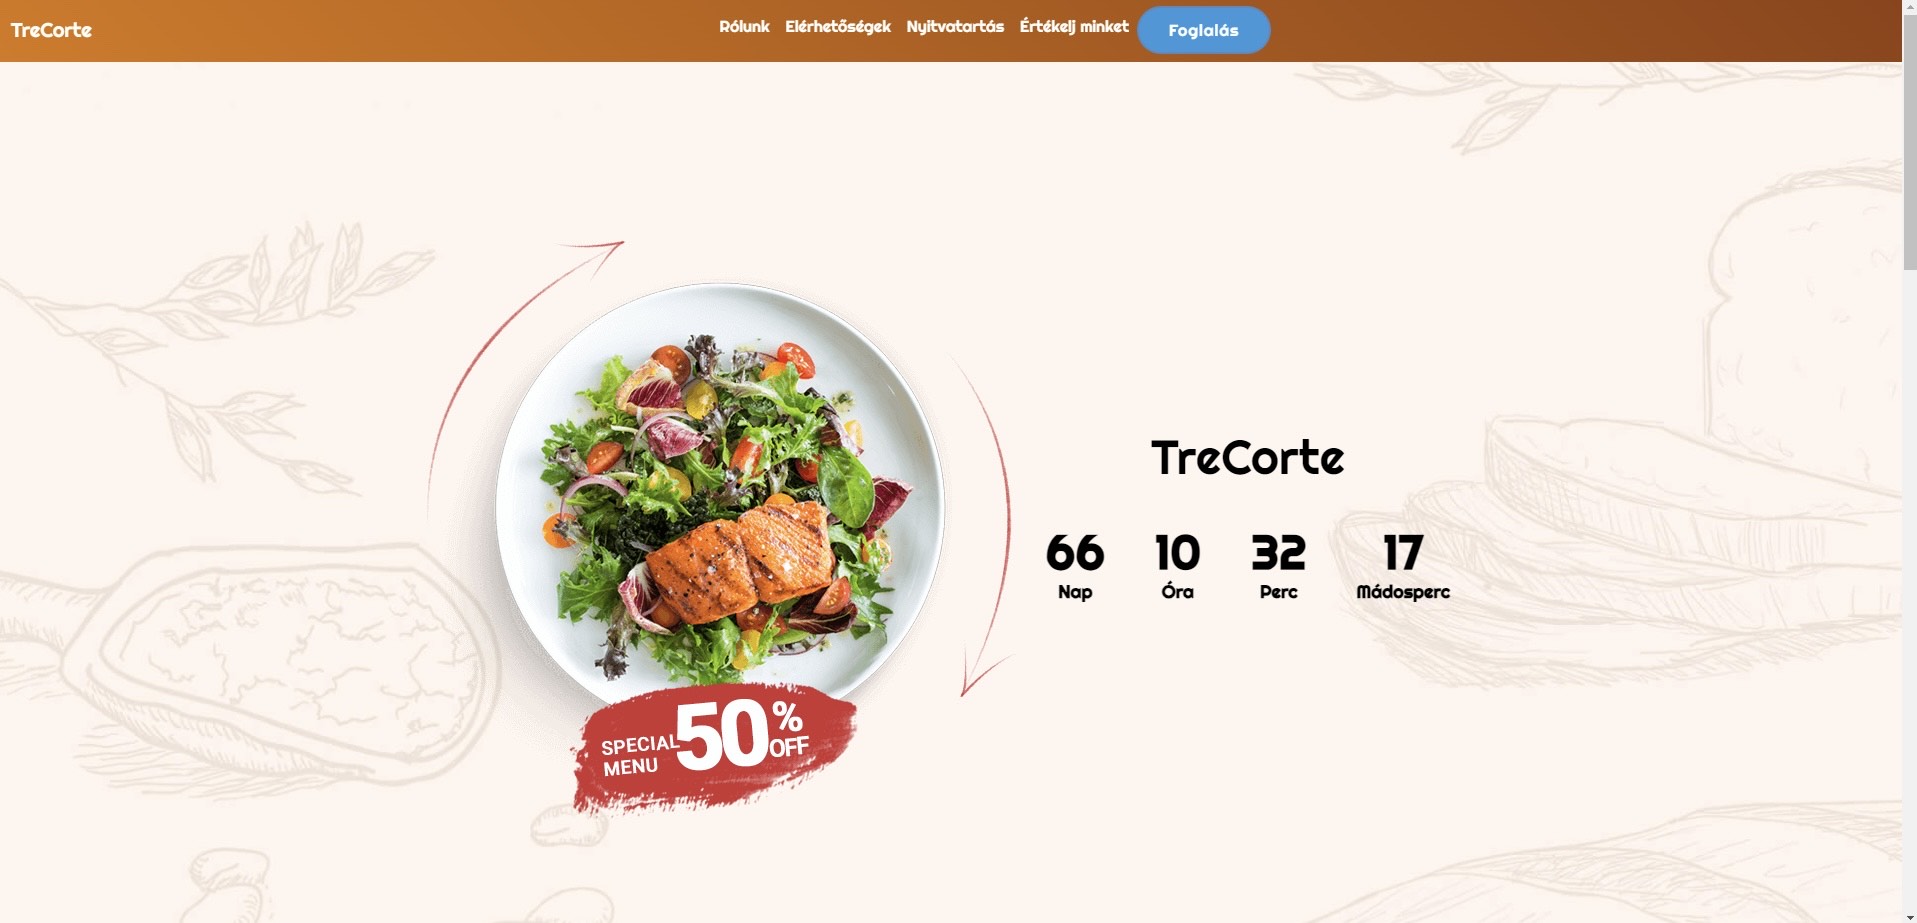 TreCorte
Rólunk Elérhetőségek Nyitvatartás Értékelj minket Foglalás
TreCorte
66 10 32 17
Nap Óra Perc Mádosperc
SPECIAL MENU 50% OFF